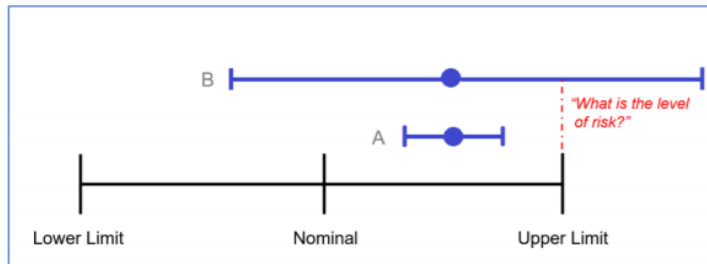 B
"What is the level
of risk?"
A
Lower Limit
Nominal
Upper Limit